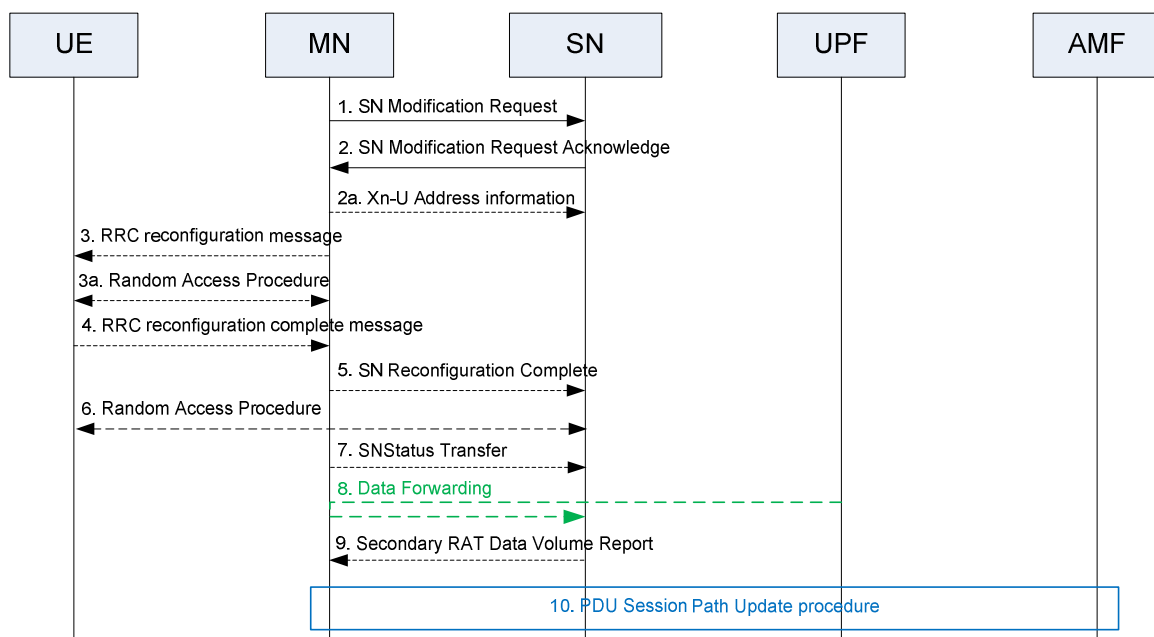 UE
MN
SN
UPF
AMF
1. SN Modification Request
2. SN Modification Request Acknowledge
2a. Xn-U Address information
3. RRC reconfiguration message
3a. Random Access Procedure
4. RRC reconfiguration complete message
5. SN Reconfiguration Complete
6. Random Access Procedure
7. SNStatus Transfer
8. Data Forwarding
9. Secondary RAT Data Volume Report
10. PDU Session Path Update procedure